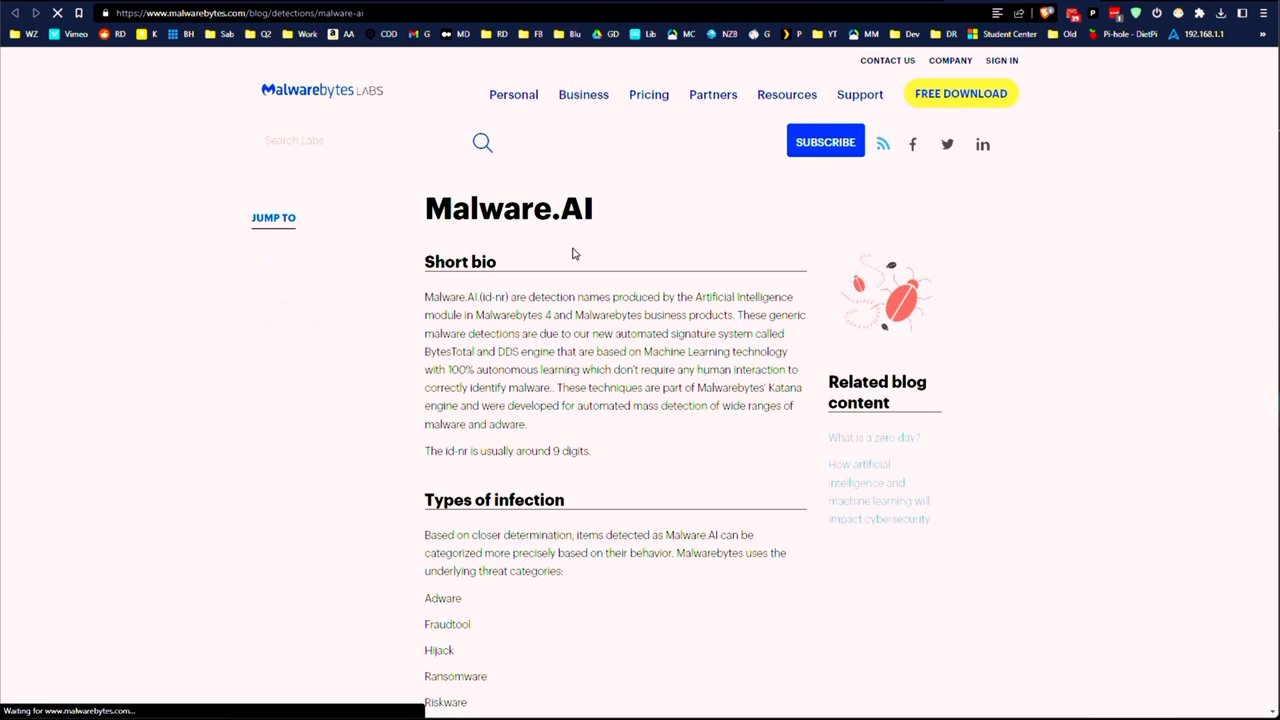 https://www.malwarebytes.com/blog/detections/malware-ai
WZ Vimeo RD K BH Sab Q2 Work AA CDD G MD RD FB Blu GD Lib MC NZB G P YT MM Dev DR Student Center Old Pi-hole - DietPi 192.168.1.1 »
CONTACT US COMPANY SIGN IN
Malwarebytes LABS
Personal Business Pricing Partners Resources Support FREE DOWNLOAD
Search Labs
SUBSCRIBE
JUMP TO
Malware.AI
Short bio
Malware.AI.(id-nr) are detection names produced by the Artificial Intelligence
module in Malwarebytes 4 and Malwarebytes business products. These generic
malware detections are due to our new automated signature system called
BytesTotal and DDS engine that are based on Machine Learning technology
with 100% autonomous learning which don't require any human interaction to
correctly identify malware.. These techniques are part of Malwarebytes' Katana
engine and were developed for automated mass detection of wide ranges of
malware and adware.
The id-nr is usually around 9 digits.
Types of infection
Based on closer determination, items detected as Malware.AI can be
categorized more precisely based on their behavior. Malwarebytes uses the
underlying threat categories:
Adware
Fraudtool
Hijack
Ransomware
Riskware
Related blog
content
What is a zero day?
How artificial
intelligence and
machine learning will
impact cybersecurity
Waiting for www.malwarebytes.com...